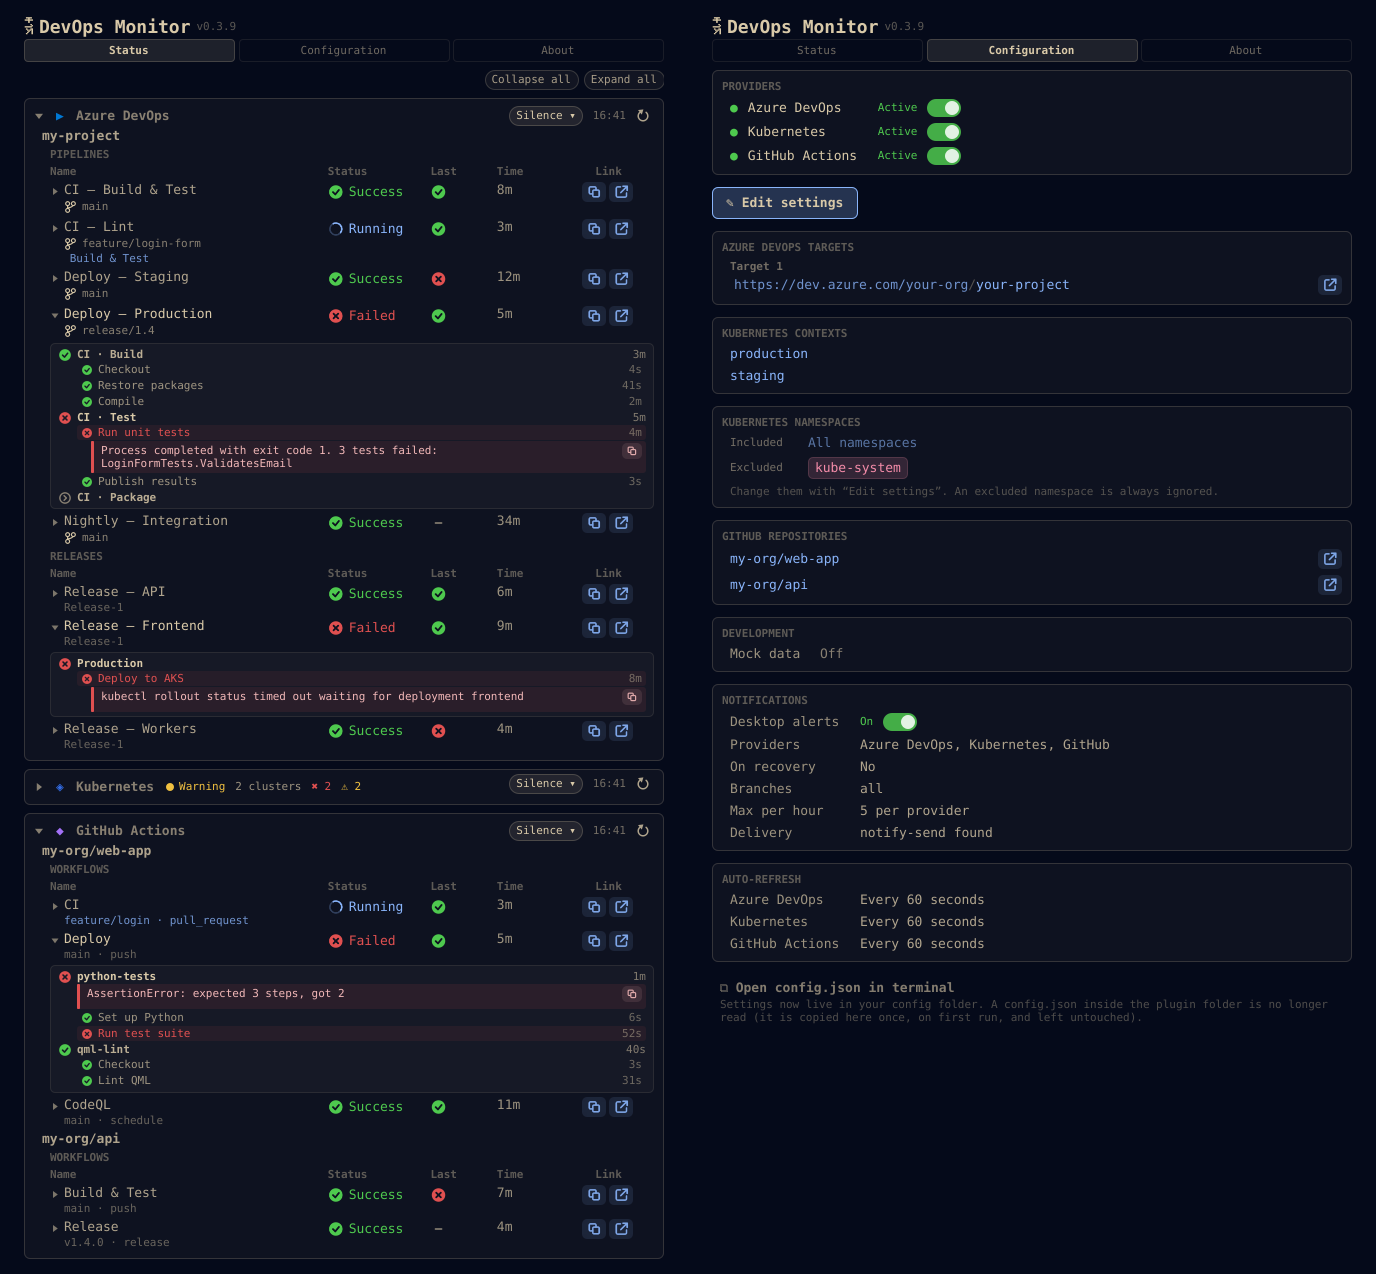 DevOps Monitor v0.3.9
Status Configuration About
Collapse all Expand all
▶ Azure DevOps Silence ▾ 16:41
my-project
PIPELINES
Name Status Last Time Link
CI — Build & Test Success 8m
main
CI — Lint Running 3m
feature/login-form
Build & Test
Deploy — Staging Success 12m
main
Deploy — Production Failed 5m
release/1.4
CI · Build 3m
Checkout 4s
Restore packages 41s
Compile 2m
CI · Test 5m
Run unit tests 4m
Process completed with exit code 1. 3 tests failed:
LoginFormTests.ValidatesEmail
Publish results 3s
CI · Package
Nightly — Integration Success — 34m
main
RELEASES
Name Status Last Time Link
Release — API Success 6m
Release-1
Release — Frontend Failed 9m
Release-1
Production
Deploy to AKS 8m
kubectl rollout status timed out waiting for deployment frontend
Release — Workers Success 4m
Release-1
◈ Kubernetes ● Warning 2 clusters ✖ 2 ⚠ 2 Silence ▾ 16:41
◆ GitHub Actions Silence ▾ 16:41
my-org/web-app
WORKFLOWS
Name Status Last Time Link
CI Running 3m
feature/login · pull_request
Deploy Failed 5m
main · push
python-tests 1m
AssertionError: expected 3 steps, got 2
Set up Python 6s
Run test suite 52s
qml-lint 40s
Checkout 3s
Lint QML 31s
CodeQL Success 11m
main · schedule
my-org/api
WORKFLOWS
Name Status Last Time Link
Build & Test Success 7m
main · push
Release Success — 4m
v1.4.0 · release
DevOps Monitor v0.3.9
Status Configuration About
PROVIDERS
● Azure DevOps Active
● Kubernetes Active
● GitHub Actions Active
✎ Edit settings
AZURE DEVOPS TARGETS
Target 1
https://dev.azure.com/your-org/your-project
KUBERNETES CONTEXTS
production
staging
KUBERNETES NAMESPACES
Included All namespaces
Excluded kube-system
Change them with “Edit settings”. An excluded namespace is always ignored.
GITHUB REPOSITORIES
my-org/web-app
my-org/api
DEVELOPMENT
Mock data Off
NOTIFICATIONS
Desktop alerts On
Providers Azure DevOps, Kubernetes, GitHub
On recovery No
Branches all
Max per hour 5 per provider
Delivery notify-send found
AUTO-REFRESH
Azure DevOps Every 60 seconds
Kubernetes Every 60 seconds
GitHub Actions Every 60 seconds
Open config.json in terminal
Settings now live in your config folder. A config.json inside the plugin folder is no longer
read (it is copied here once, on first run, and left untouched).